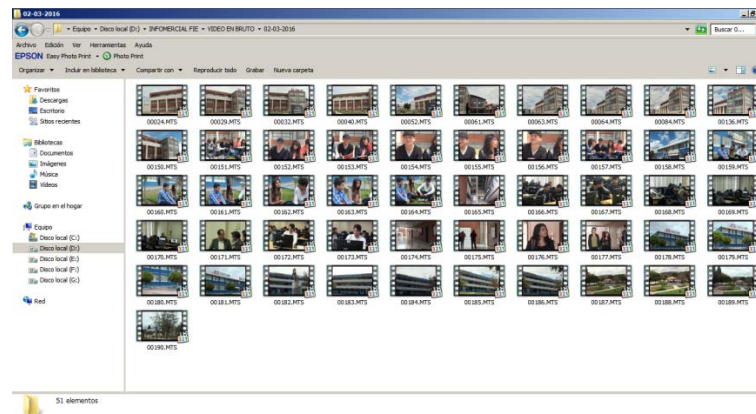 02-03-2016
Equipo • Disco local (D:) • INFOMERCIAL FIE • VIDEO EN BRUTO • 02-03-2016
Buscar 0...
Archivo Edición Ver Herramientas Ayuda
EPSON Easy Photo Print Photo Print
Organizar Incluir en biblioteca Compartir con Reproducir todo Grabar Nueva carpeta
Favoritos
Descargas
Escritorio
Sitios recientes
Bibliotecas
Documentos
Imágenes
Música
Vídeos
Grupo en el hogar
Equipo
Disco local (C:)
Disco local (D:)
Disco local (E:)
Disco local (F:)
Disco local (G:)
Red
00024.MTS 00029.MTS 00032.MTS 00040.MTS 00052.MTS 00061.MTS 00063.MTS 00064.MTS 00084.MTS 00136.MTS
00150.MTS 00151.MTS 00152.MTS 00153.MTS 00154.MTS 00155.MTS 00156.MTS 00157.MTS 00158.MTS 00159.MTS
00160.MTS 00161.MTS 00162.MTS 00163.MTS 00164.MTS 00165.MTS 00166.MTS 00167.MTS 00168.MTS 00169.MTS
00170.MTS 00171.MTS 00172.MTS 00173.MTS 00174.MTS 00175.MTS 00176.MTS 00177.MTS 00178.MTS 00179.MTS
00180.MTS 00181.MTS 00182.MTS 00183.MTS 00184.MTS 00185.MTS 00186.MTS 00187.MTS 00188.MTS 00189.MTS
00190.MTS
51 elementos